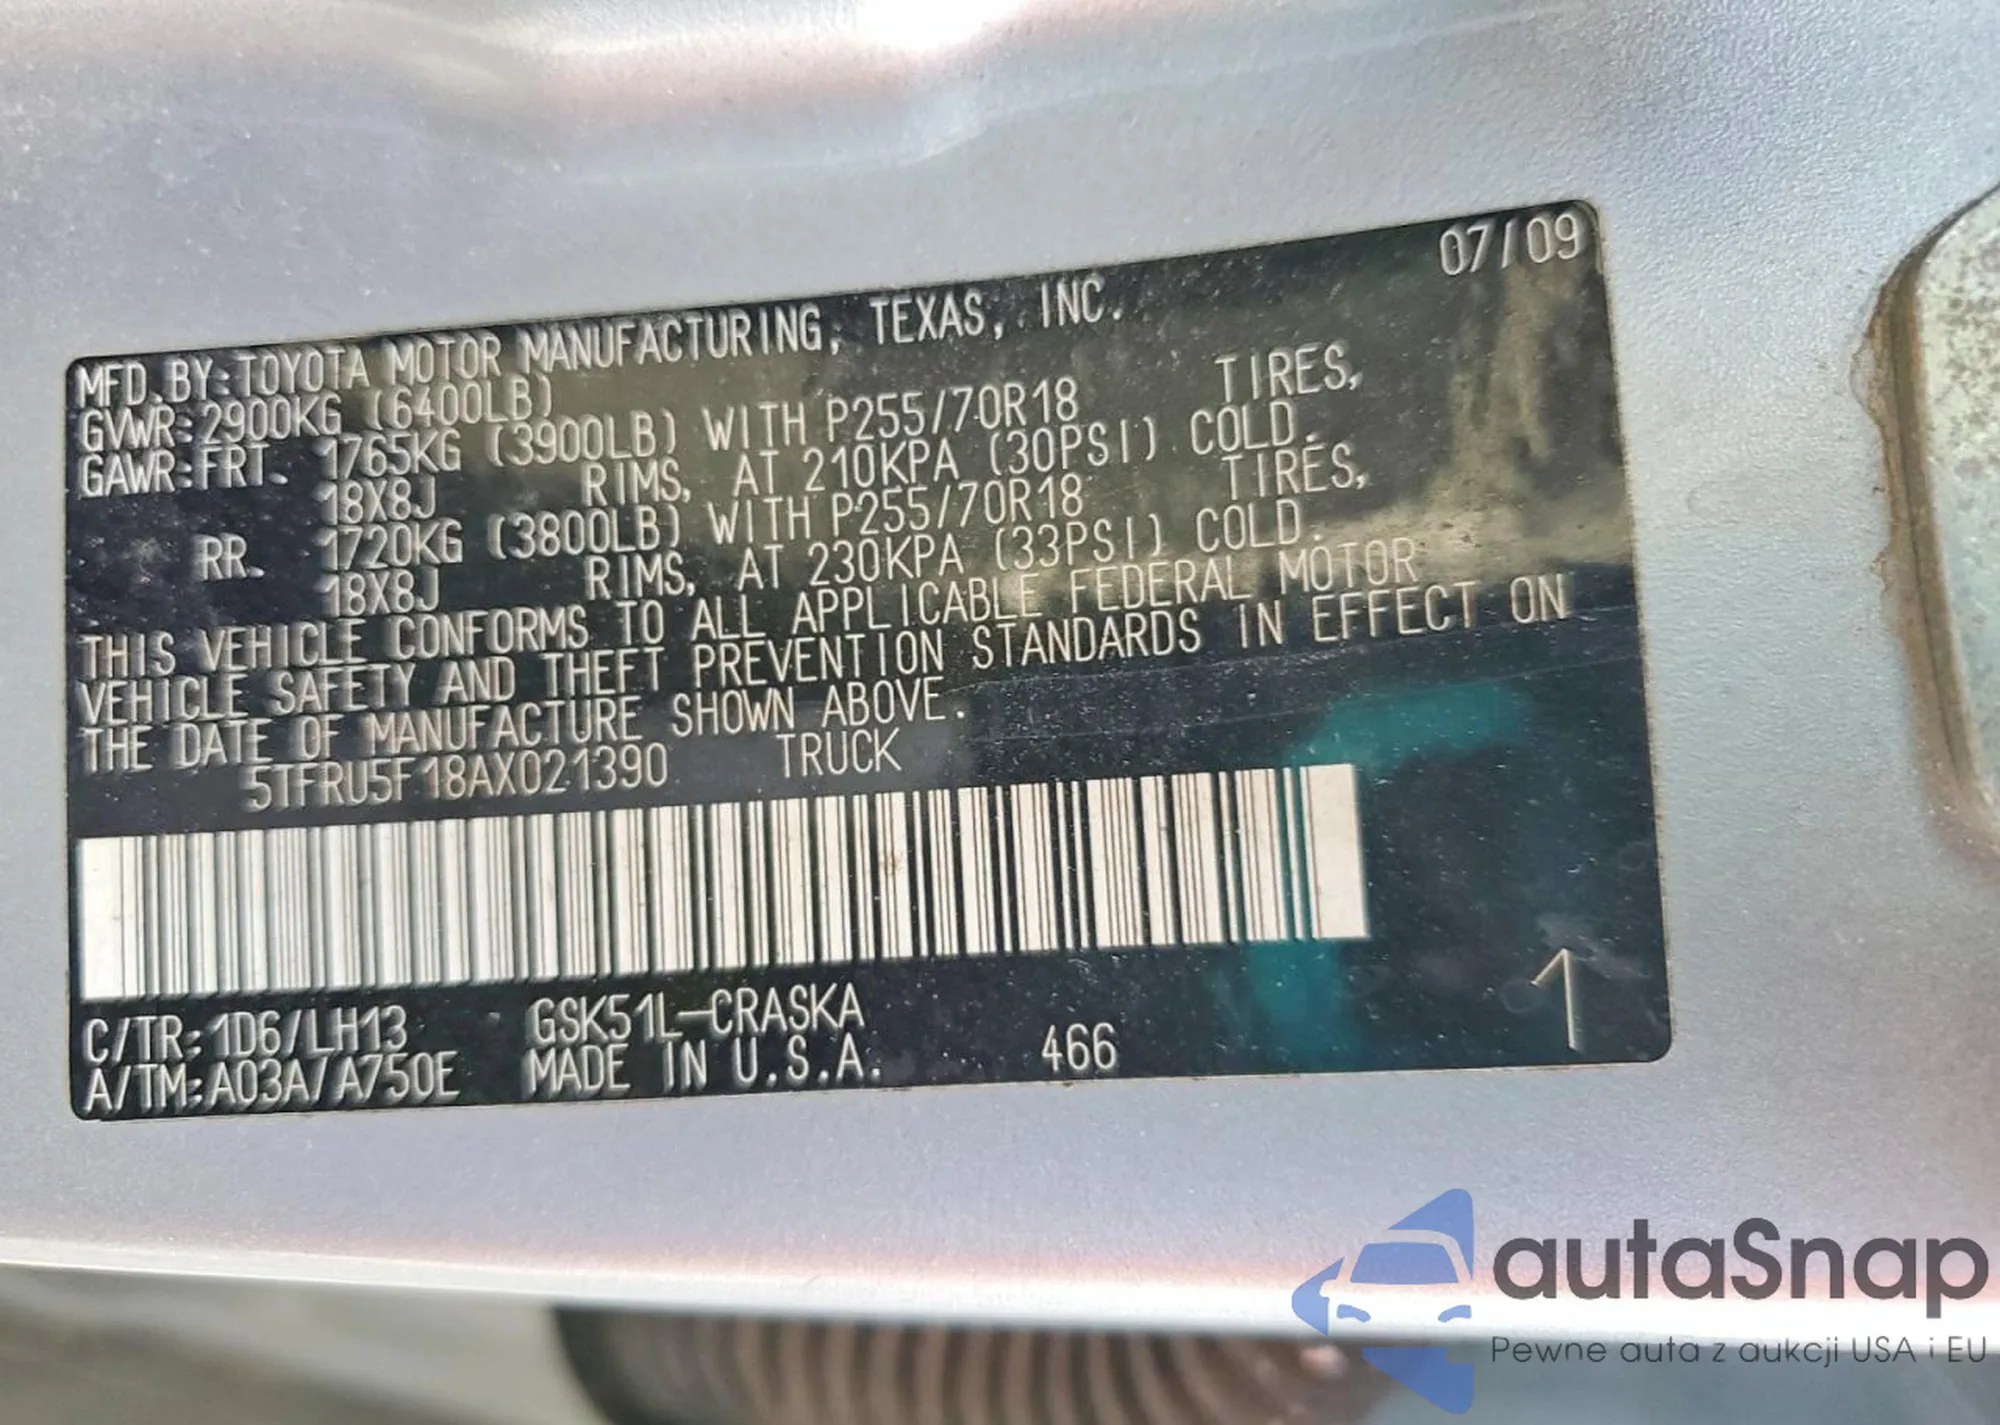 07/09
MFD. BY: TOYOTA MOTOR MANUFACTURING, TEXAS, INC.
GVWR: 2900KG (6400LB)
GAWR: FRT. 1765KG (3900LB) WITH P255/70R18 TIRES,
18X8J RIMS, AT 210KPA (30PSI) COLD.
RR. 1720KG (3800LB) WITH P255/70R18 TIRES,
18X8J RIMS, AT 230KPA (33PSI) COLD.
THIS VEHICLE CONFORMS TO ALL APPLICABLE FEDERAL MOTOR
VEHICLE SAFETY AND THEFT PREVENTION STANDARDS IN EFFECT ON
THE DATE OF MANUFACTURE SHOWN ABOVE.
5TFRU5F18AX021390 TRUCK
C/TR: 1D6/LH13 GSK51L-CRASKA
A/TM: A03A/A750E MADE IN U.S.A. 466
autaSnap
Pewne auta z aukcji USA i EU